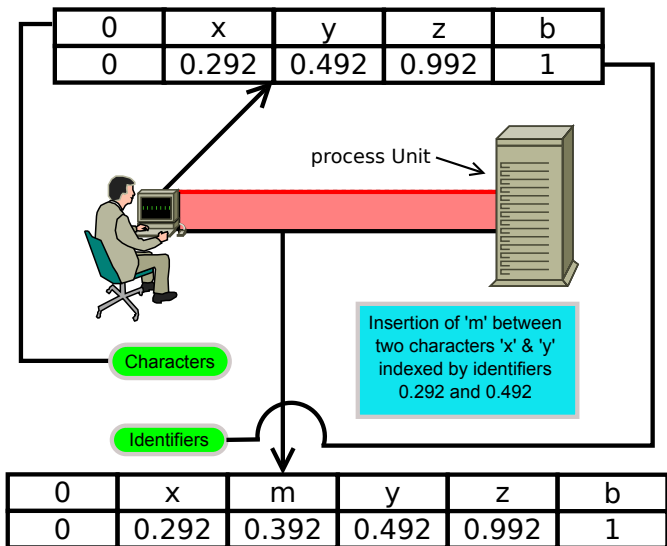 0 x y z b
0 0.292 0.492 0.992 1
process Unit
Insertion of 'm' between
two characters 'x' & 'y'
indexed by identifiers
0.292 and 0.492
Characters
Identifiers
0 x m y z b
0 0.292 0.392 0.492 0.992 1